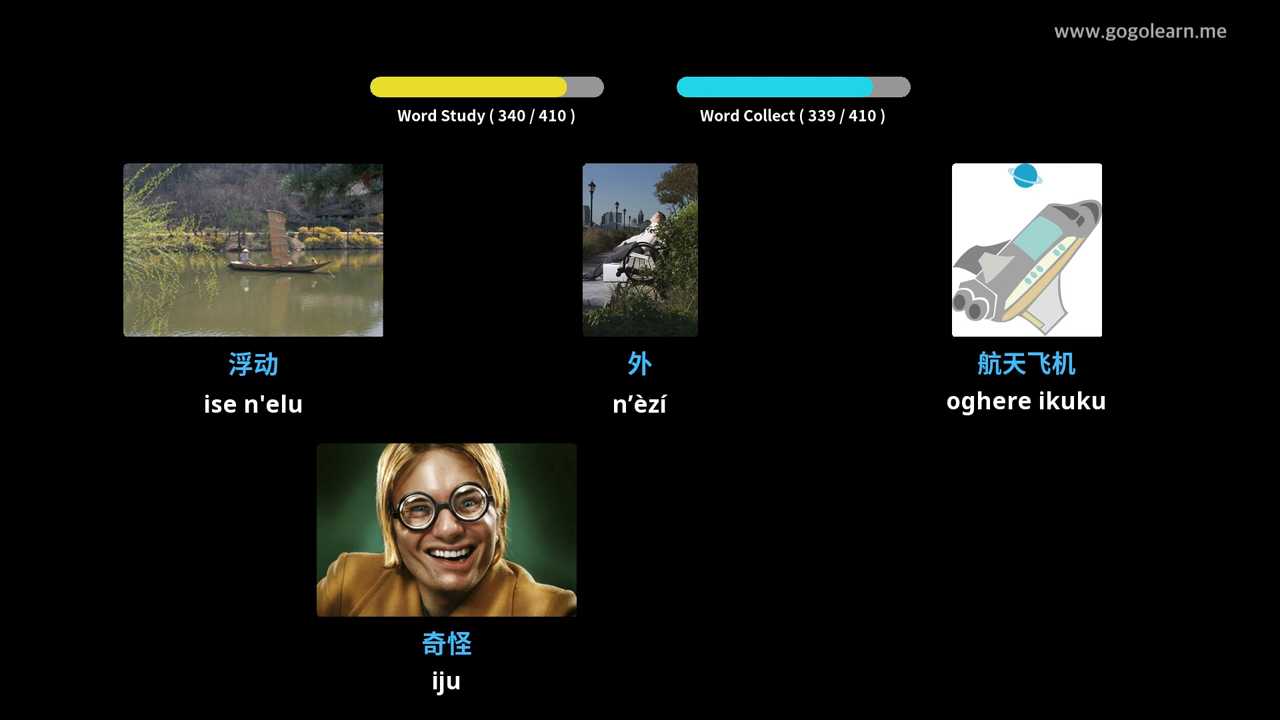 www.gogolearn.me
Word Study ( 340 / 410 )
Word Collect ( 339 / 410 )
浮动
ise n'elu
外
n’èzí
航天飞机
oghere ikuku
奇怪
iju